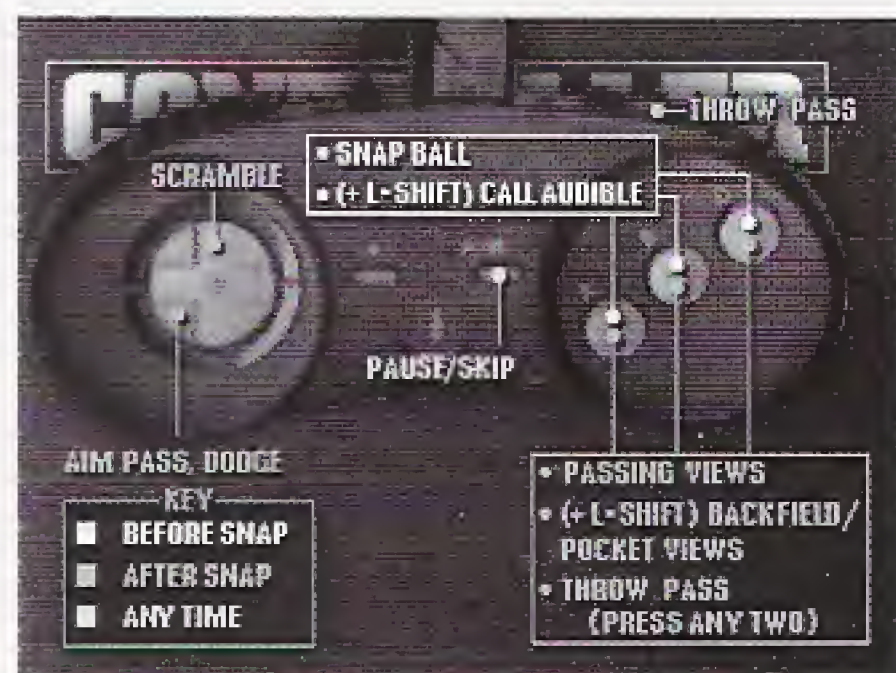 THROW PASS
SNAP BALL
(+ L-SHIFT) CALL AUDIBLE
SCRAMBLE
PAUSE/SKIP
AIM PASS, DODGE
KEY
BEFORE SNAP
AFTER SNAP
ANY TIME
PASSING VIEWS
(+ L-SHIFT) BACKFIELD/
POCKET VIEWS
THROW PASS
(PRESS ANY TWO)